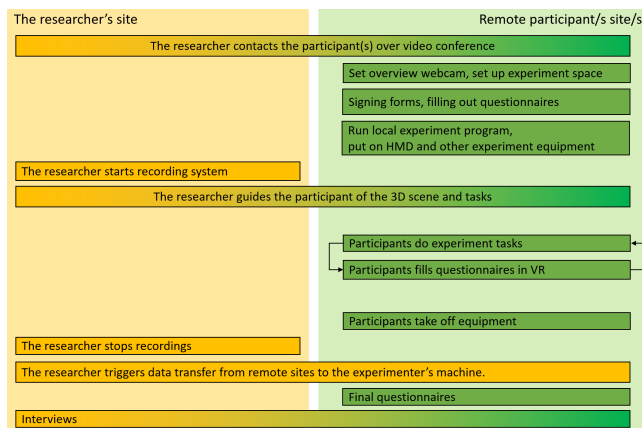 The researcher's site
Remote participant/s site/s
The researcher contacts the participant(s) over video conference
Set overview webcam, set up experiment space
Signing forms, filling out questionnaires
Run local experiment program,
put on HMD and other experiment equipment
The researcher starts recording system
The researcher guides the participant of the 3D scene and tasks
Participants do experiment tasks
Participants fills questionnaires in VR
Participants take off equipment
The researcher stops recordings
The researcher triggers data transfer from remote sites to the experimenter's machine.
Final questionnaires
Interviews